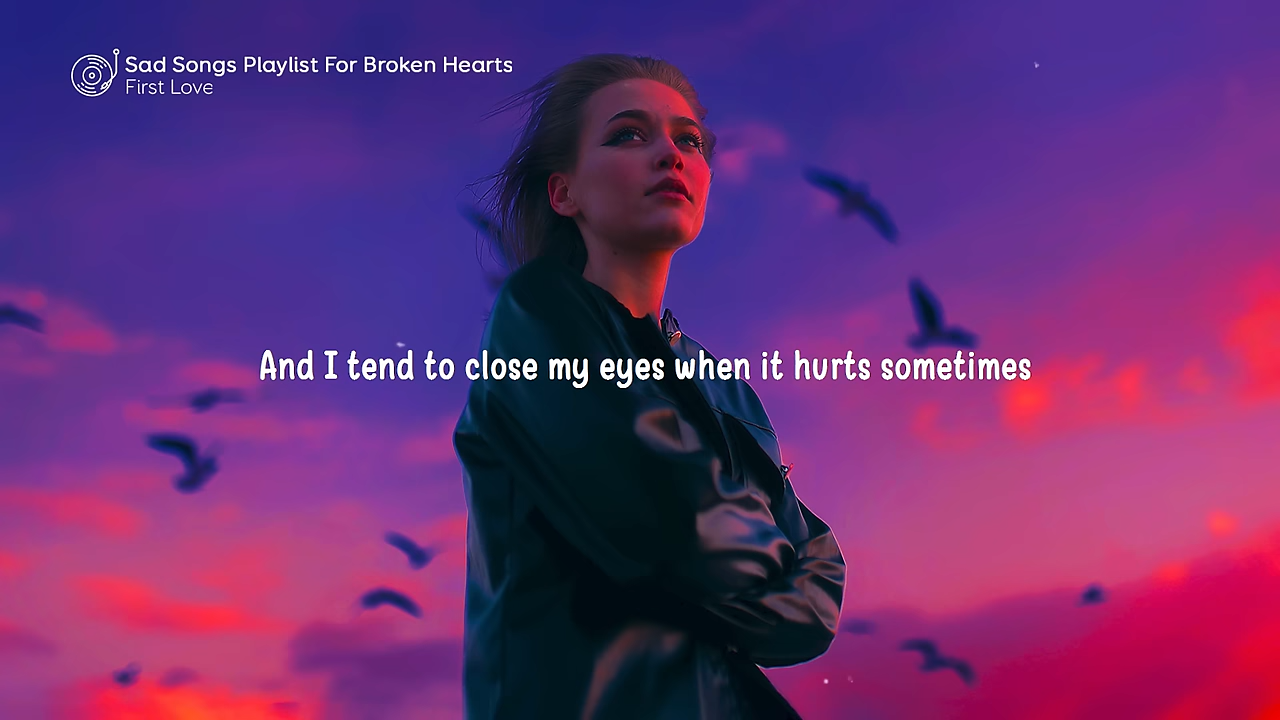 Sad Songs Playlist For Broken Hearts
First Love
And I tend to close my eyes when it hurts sometimes